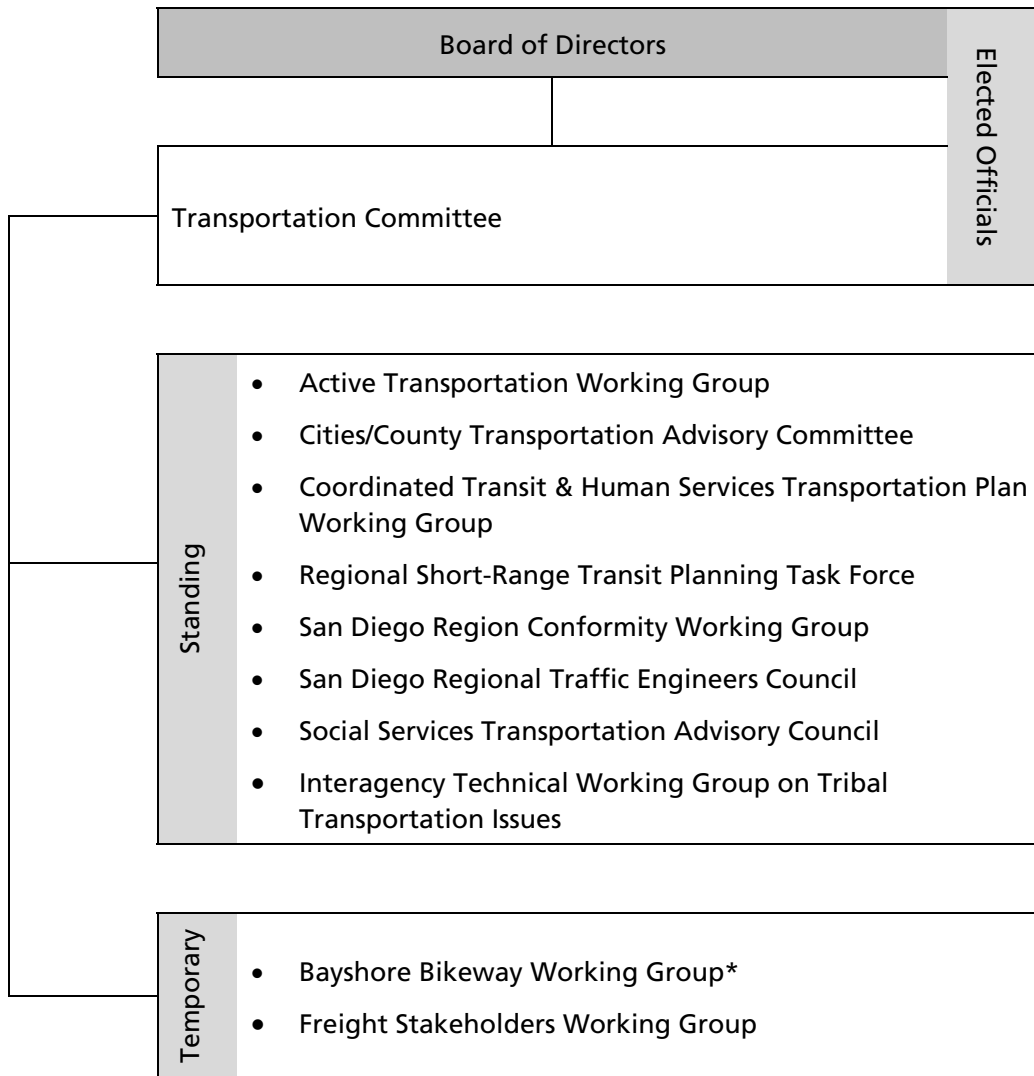 Board of Directors
Elected Officials
Transportation Committee
Standing
• Active Transportation Working Group
• Cities/County Transportation Advisory Committee
• Coordinated Transit & Human Services Transportation Plan
Working Group
• Regional Short-Range Transit Planning Task Force
• San Diego Region Conformity Working Group
• San Diego Regional Traffic Engineers Council
• Social Services Transportation Advisory Council
• Interagency Technical Working Group on Tribal
Transportation Issues
Temporary
• Bayshore Bikeway Working Group*
• Freight Stakeholders Working Group